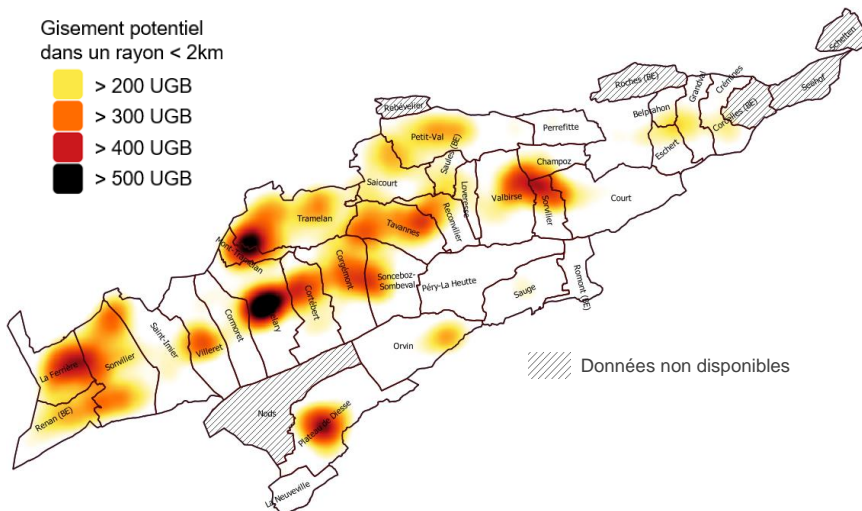 Gisement potentiel
dans un rayon < 2km
> 200 UGB
> 300 UGB
> 400 UGB
> 500 UGB
Schelten
Seehof
Roches (BE)
Grandval
Crémines
Corcelles (BE)
Belprahon
Eschert
Rebévelier
Petit-Val
Perrefitte
Champoz
Saules (BE)
Saicourt
Loveresse
Valbirse
Sorvilier
Court
Tramelan
Mont-Tramelan
Tavannes
Reconvilier
Corgémont
Sonceboz-
Sombeval
Péry-La Heutte
Sauge
Romont (BE)
Cortébert
Cormoret
Saint-Imier
Villeret
Sonvilier
La Ferrière
Renan (BE)
Orvin
Nods
Plateau de Diesse
La Neuveville
Données non disponibles